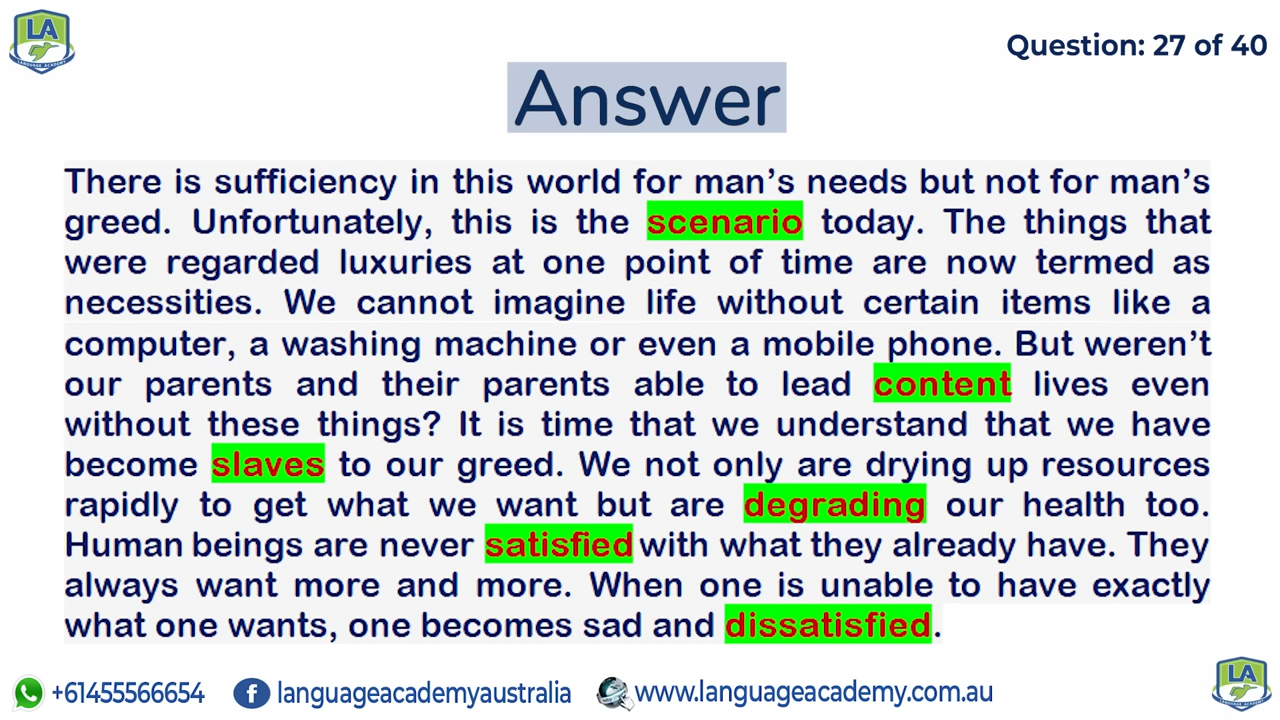 LA
LANGUAGE ACADEMY
Question: 27 of 40
Answer
There is sufficiency in this world for man’s needs but not for man’s
greed. Unfortunately, this is the scenario today. The things that
were regarded luxuries at one point of time are now termed as
necessities. We cannot imagine life without certain items like a
computer, a washing machine or even a mobile phone. But weren’t
our parents and their parents able to lead content lives even
without these things? It is time that we understand that we have
become slaves to our greed. We not only are drying up resources
rapidly to get what we want but are degrading our health too.
Human beings are never satisfied with what they already have. They
always want more and more. When one is unable to have exactly
what one wants, one becomes sad and dissatisfied.
+61455566654 languageacademyaustralia www.languageacademy.com.au
LA
LANGUAGE ACADEMY